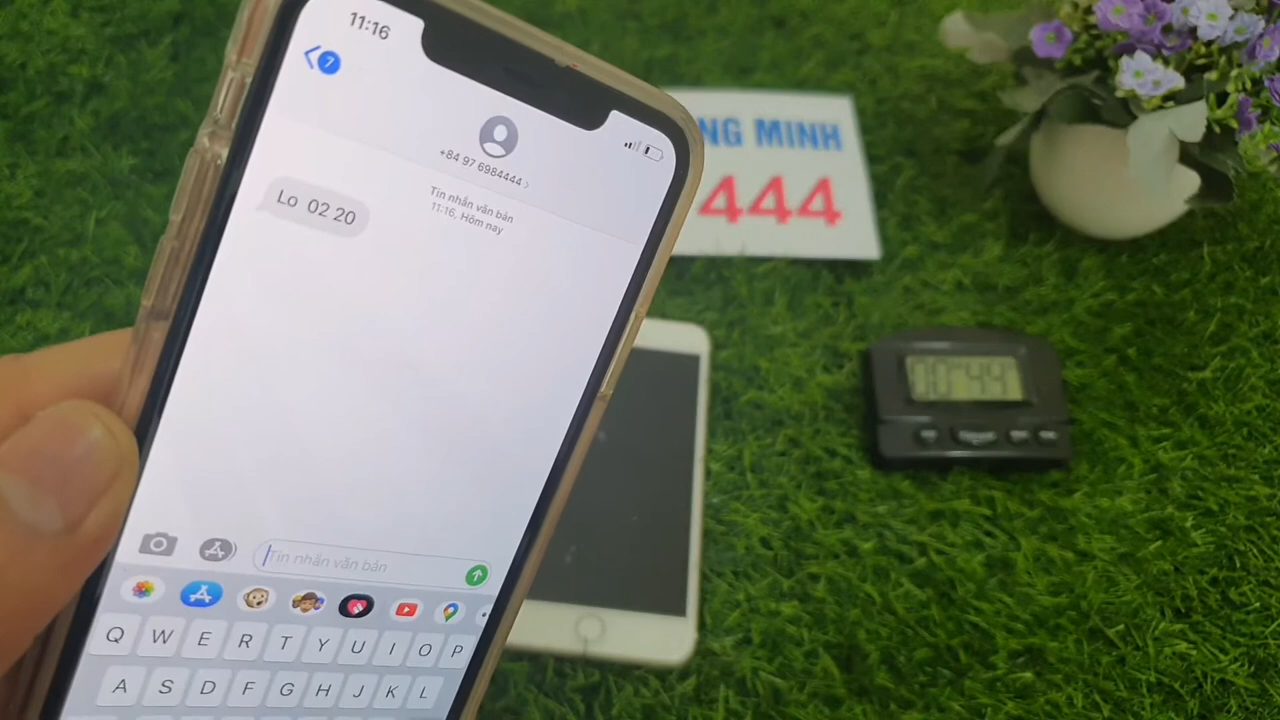 11:16
7
+84 97 6984444 >
Tin nhắn văn bản
11:16, Hôm nay
Lo 02 20
Tin nhắn văn bản
Q W E R T Y U I O P
A S D F G H J K L
NG MINH
444
00 44